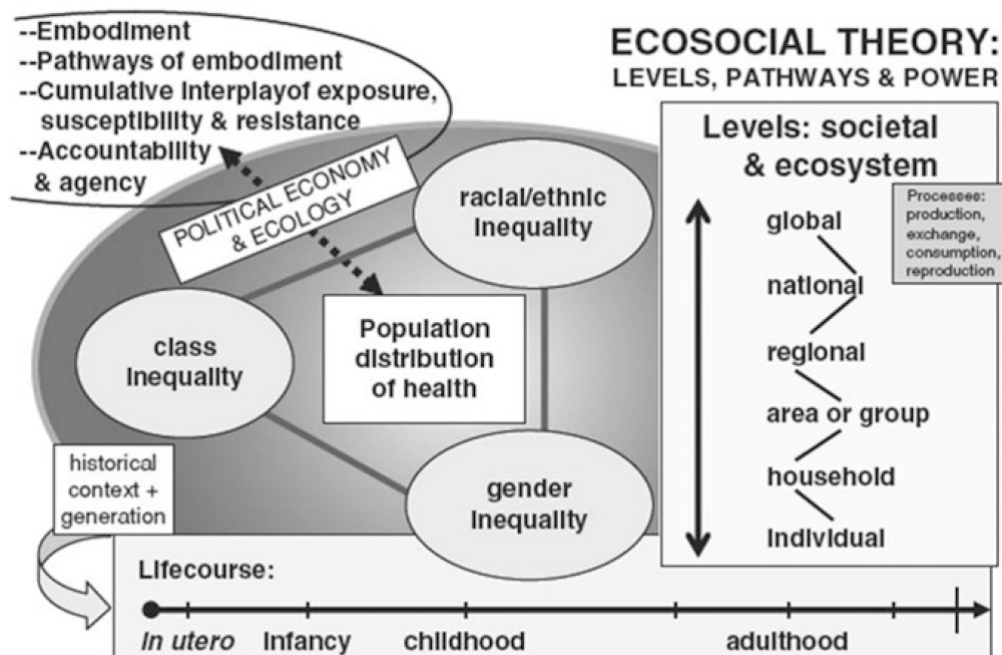 --Embodiment
--Pathways of embodiment
--Cumulative Interplayof exposure,
susceptibility & resistance
--Accountability
& agency
ECOSOCIAL THEORY:
LEVELS, PATHWAYS & POWER
POLITICAL ECONOMY
& ECOLOGY
racial/ethnic
Inequality
class
Inequality
Population
distribution
of health
gender
Inequality
historical
context +
generation
Levels: societal
& ecosystem
Processes:
production,
exchange,
consumption,
reproduction
global
national
regional
area or group
household
Individual
Lifecourse:
In utero
Infancy
childhood
adulthood